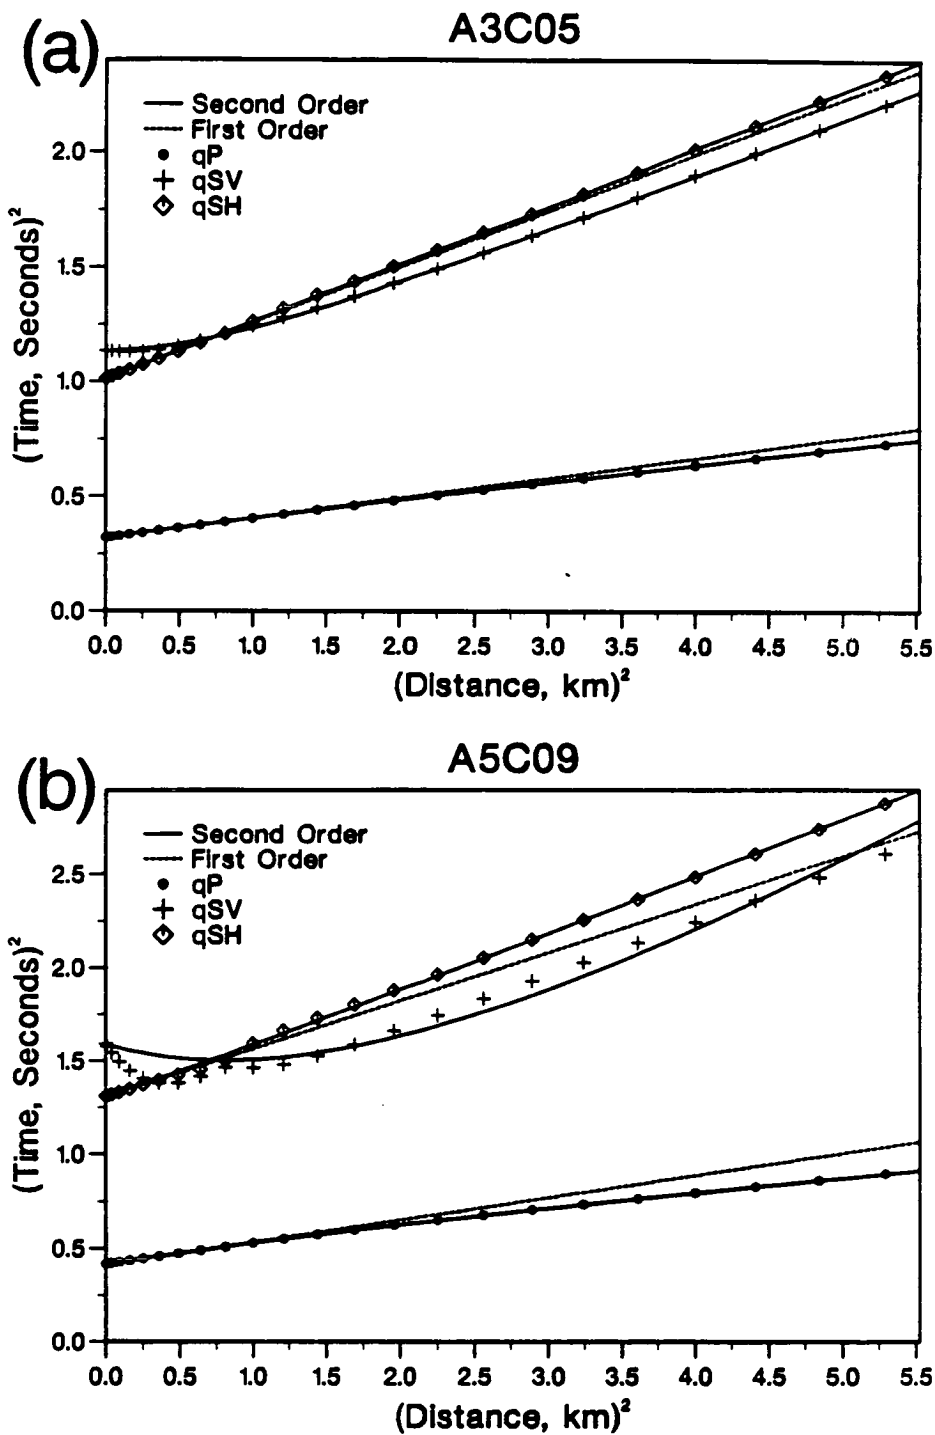 (a)
A3C05
Second Order
First Order
qP
qSV
qSH
(Time, Seconds)²
2.0
1.5
1.0
0.5
0.0
0.0 0.5 1.0 1.5 2.0 2.5 3.0 3.5 4.0 4.5 5.0 5.5
(Distance, km)²
(b)
A5C09
Second Order
First Order
qP
qSV
qSH
(Time, Seconds)²
2.5
2.0
1.5
1.0
0.5
0.0
0.0 0.5 1.0 1.5 2.0 2.5 3.0 3.5 4.0 4.5 5.0 5.5
(Distance, km)²